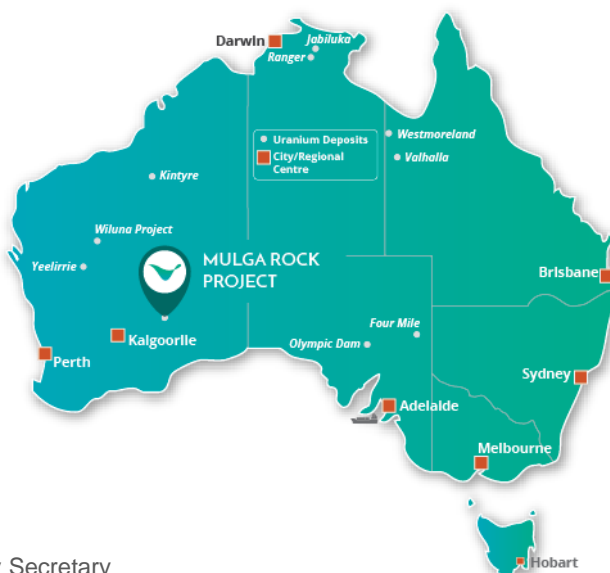 Darwin
Jabiluka
Ranger
Uranium Deposits
City/Regional
Centre
Westmoreland
Valhalla
Kintyre
Wiluna Project
Yeelirrie
MULGA ROCK
PROJECT
Brisbane
Four Mile
Olympic Dam
Kalgoorlie
Perth
Sydney
Adelaide
Melbourne
Hobart
Secretary